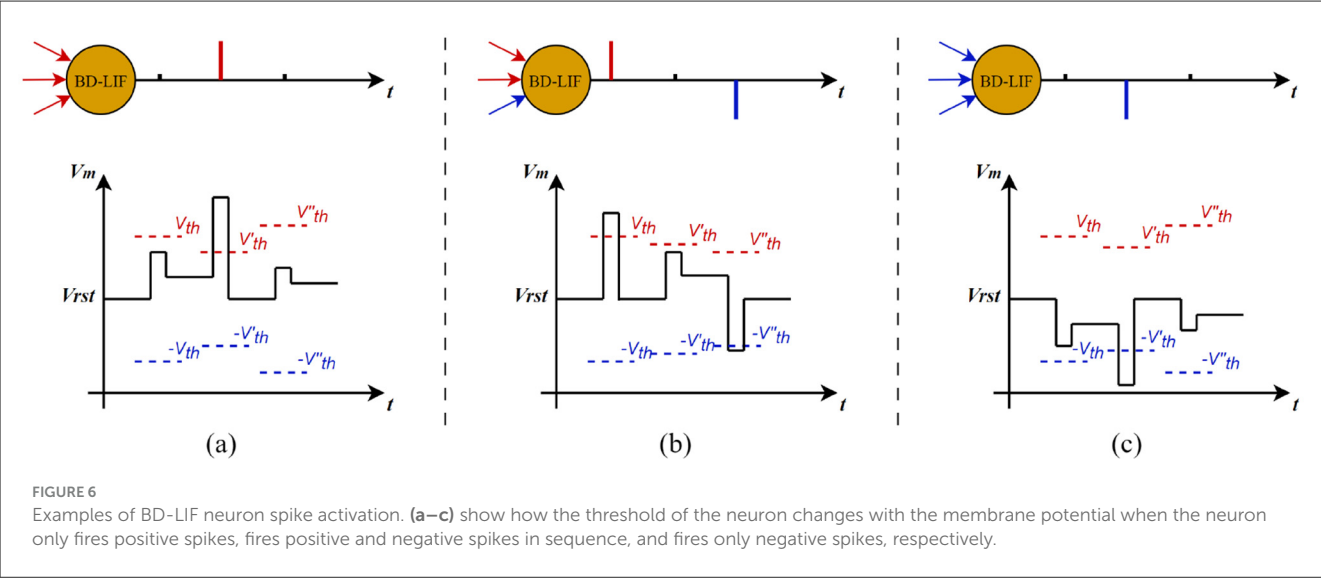 BD-LIF
t
BD-LIF
t
BD-LIF
t
Vm
Vth
V'th
V"th
Vrst
-Vth
-V'th
-V"th
t
Vm
Vth
V'th
V"th
Vrst
-Vth
-V'th
-V"th
t
Vm
Vth
V'th
V"th
Vrst
-Vth
-V'th
-V"th
t
(a)
(b)
(c)
FIGURE 6
Examples of BD-LIF neuron spike activation. (a–c) show how the threshold of the neuron changes with the membrane potential when the neuron
only fires positive spikes, fires positive and negative spikes in sequence, and fires only negative spikes, respectively.